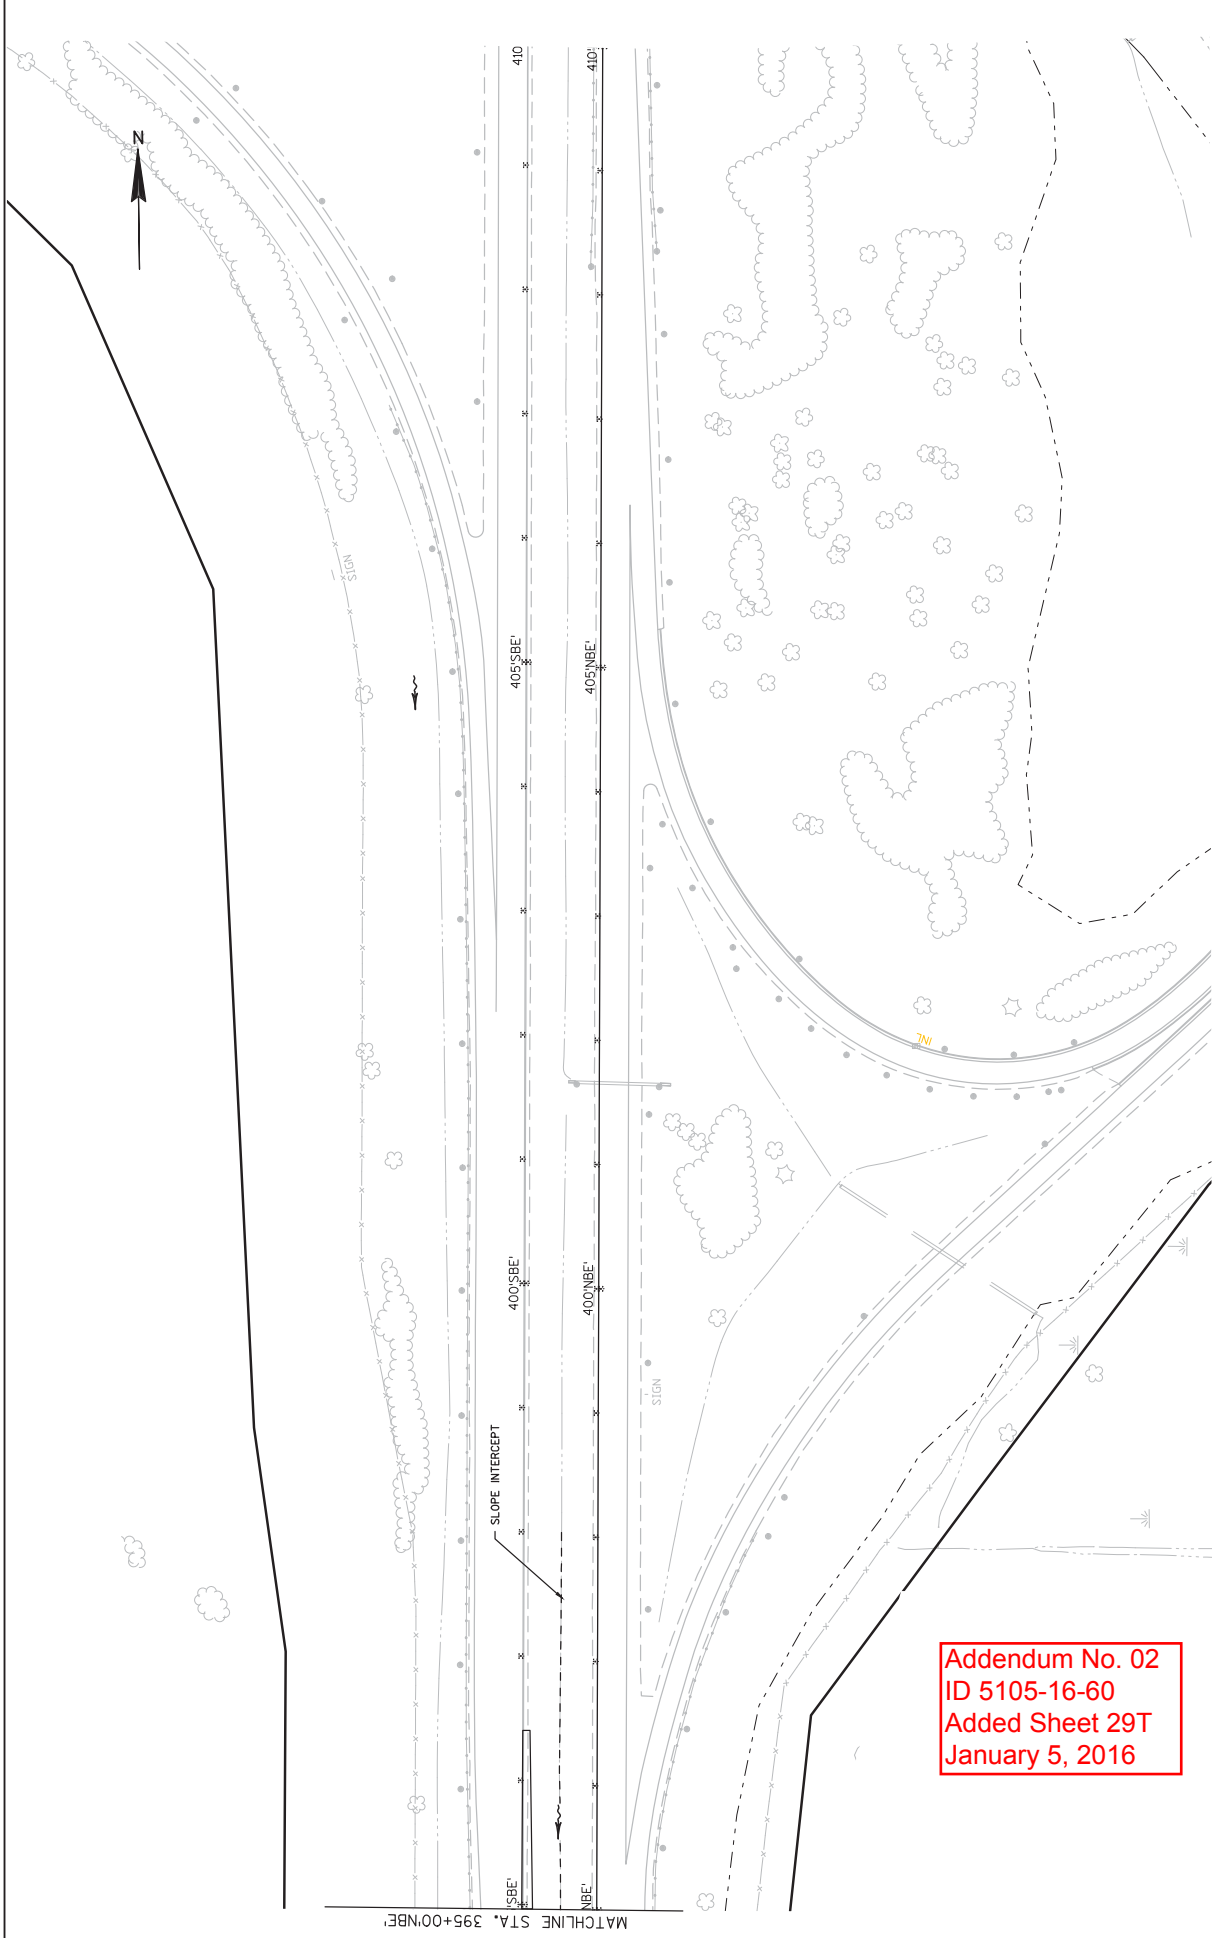 410
410
N
SIGN
405'SBE'
405'NBE'
INL
400'SBE'
400'NBE'
SIGN
SLOPE INTERCEPT
Addendum No. 02
ID 5105-16-60
Added Sheet 29T
January 5, 2016
'SBE'
NBE'
MATCHLINE STA. 395+00'NBE'